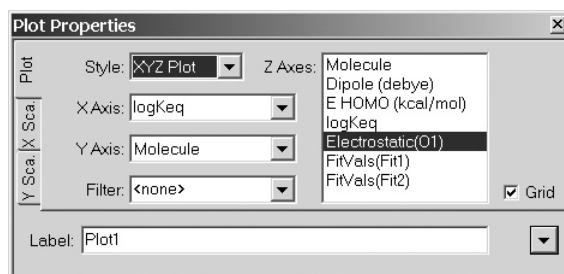 Plot Properties
Plot
X Sca.
Y Sca.
Style: XYZ Plot
X Axis: logKeq
Y Axis: Molecule
Filter: <none>
Z Axes:
Molecule
Dipole (debye)
E HOMO (kcal/mol)
logKeq
Electrostatic(O1)
FitVals(Fit1)
FitVals(Fit2)
Grid
Label: Plot1